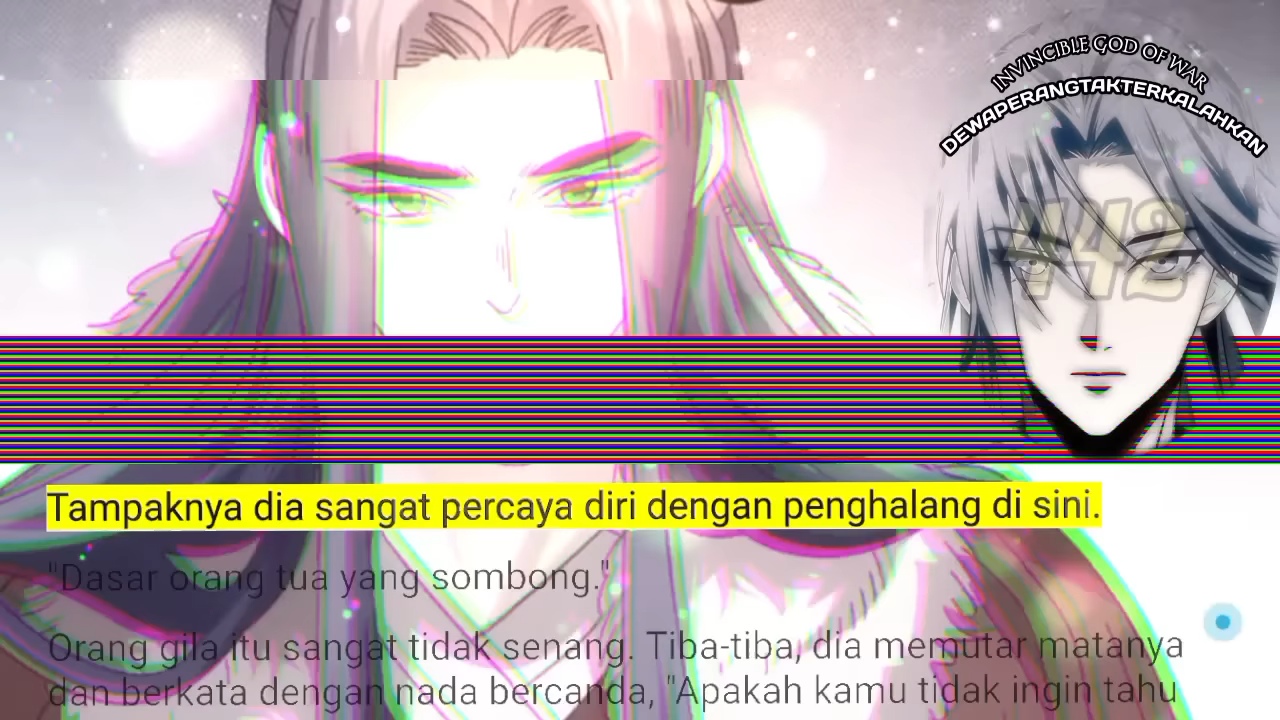 INVINCIBLE GOD OF WAR
DEWAPERANGTAKTERKALAHKAN
442
Tampaknya dia sangat percaya diri dengan penghalang di sini.
"Dasar orang tua yang sombong."
Orang gila itu sangat tidak senang. Tiba-tiba, dia memutar matanya
dan berkata dengan nada bercanda, "Apakah kamu tidak ingin tahu